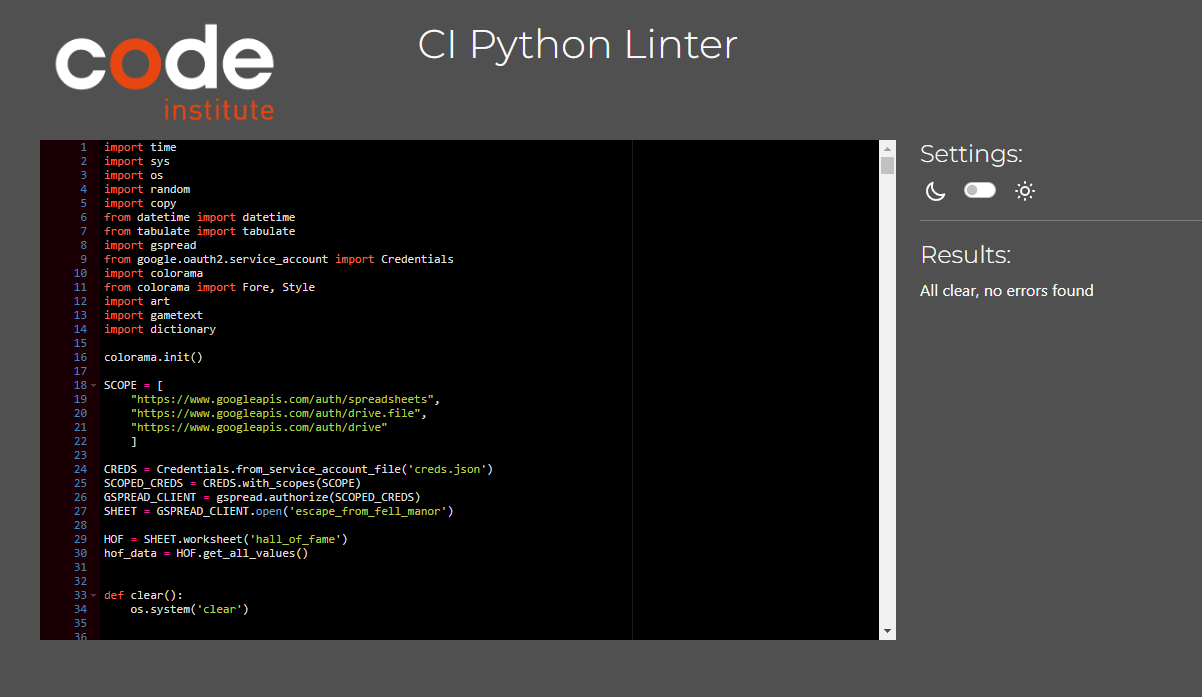 code
institute
CI Python Linter
1 import time
2 import sys
3 import os
4 import random
5 import copy
6 from datetime import datetime
7 from tabulate import tabulate
8 import gspread
9 from google.oauth2.service_account import Credentials
10 import colorama
11 from colorama import Fore, Style
12 import art
13 import gametext
14 import dictionary
15
16 colorama.init()
17
18 SCOPE = [
19     "https://www.googleapis.com/auth/spreadsheets",
20     "https://www.googleapis.com/auth/drive.file",
21     "https://www.googleapis.com/auth/drive"
22     ]
23
24 CREDS = Credentials.from_service_account_file('creds.json')
25 SCOPED_CREDS = CREDS.with_scopes(SCOPE)
26 GSPREAD_CLIENT = gspread.authorize(SCOPED_CREDS)
27 SHEET = GSPREAD_CLIENT.open('escape_from_fell_manor')
28
29 HOF = SHEET.worksheet('hall_of_fame')
30 hof_data = HOF.get_all_values()
31
32
33 def clear():
34     os.system('clear')
35
36
Settings:
Results:
All clear, no errors found